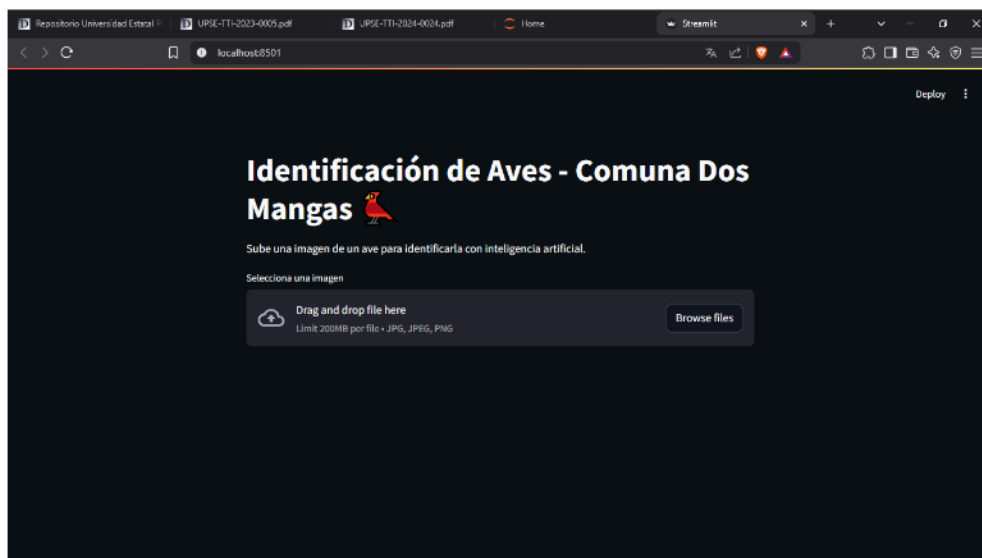 Repositorio Universidad Estatal P
UPSE-TTI-2023-0005.pdf
UPSE-TTI-2024-0024.pdf
Home
Streamlit
localhost:8501
Deploy
Identificación de Aves - Comuna Dos
Mangas
Sube una imagen de un ave para identificarla con inteligencia artificial.
Selecciona una imagen
Drag and drop file here
Limit 200MB per file • JPG, JPEG, PNG
Browse files